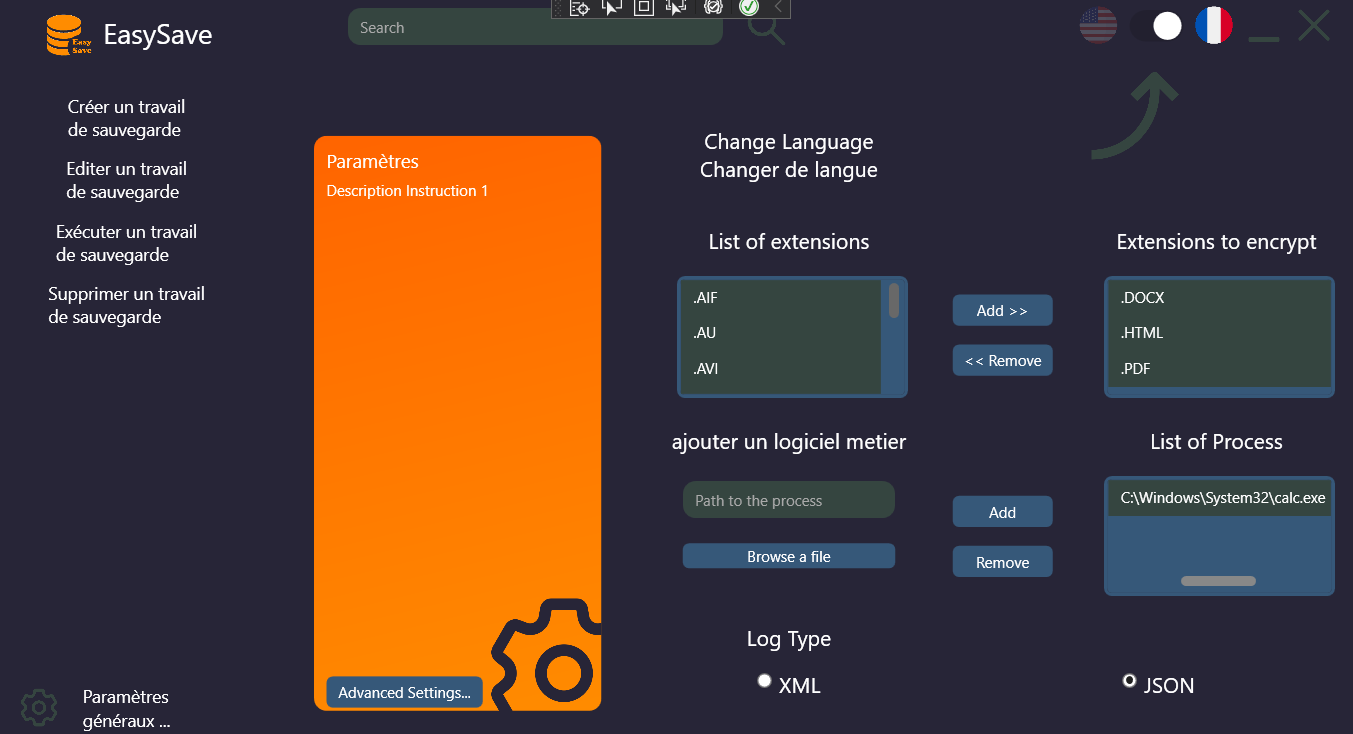 Easy
Save
EasySave
Search
Créer un travail
de sauvegarde
Editer un travail
de sauvegarde
Exécuter un travail
de sauvegarde
Supprimer un travail
de sauvegarde
Paramètres
généraux ...
Paramètres
Description Instruction 1
Advanced Settings...
Change Language
Changer de langue
List of extensions
.AIF
.AU
.AVI
Add >>
<< Remove
Extensions to encrypt
.DOCX
.HTML
.PDF
ajouter un logiciel metier
Path to the process
Browse a file
Add
Remove
List of Process
C:\Windows\System32\calc.exe
Log Type
XML
JSON